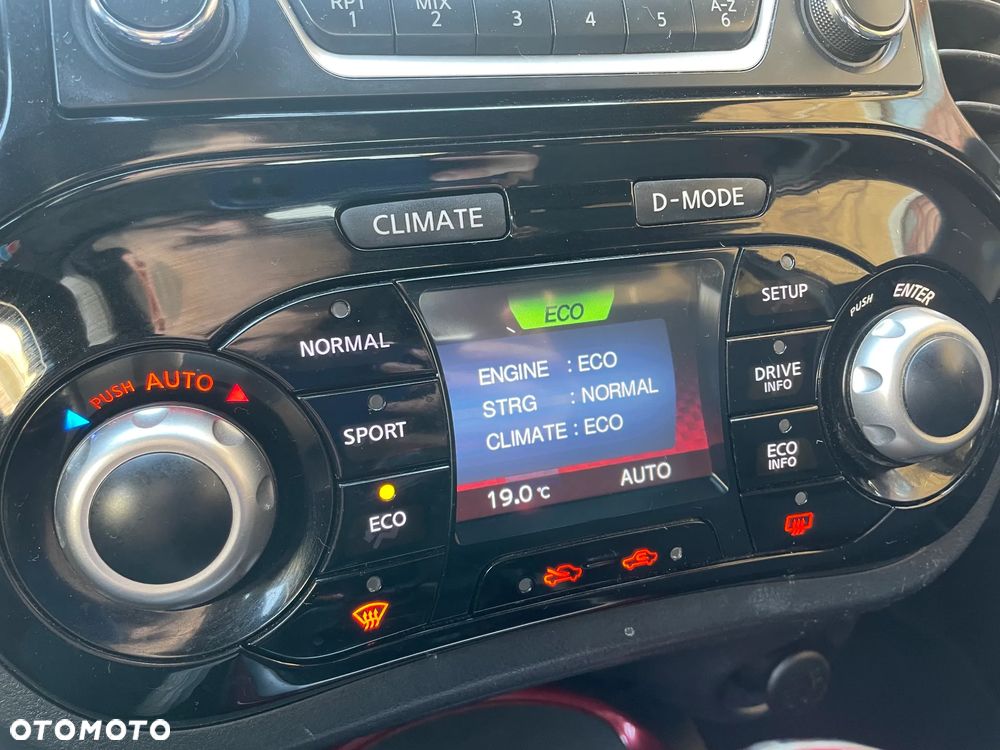 RPT MIX A-Z
1 2 3 4 5 6
CLIMATE
D-MODE
NORMAL
SPORT
ECO
PUSH AUTO
ECO
ENGINE : ECO
STRG : NORMAL
CLIMATE : ECO
19.0 °C AUTO
SETUP
DRIVE
INFO
ECO
INFO
PUSH ENTER
OTOMOTO